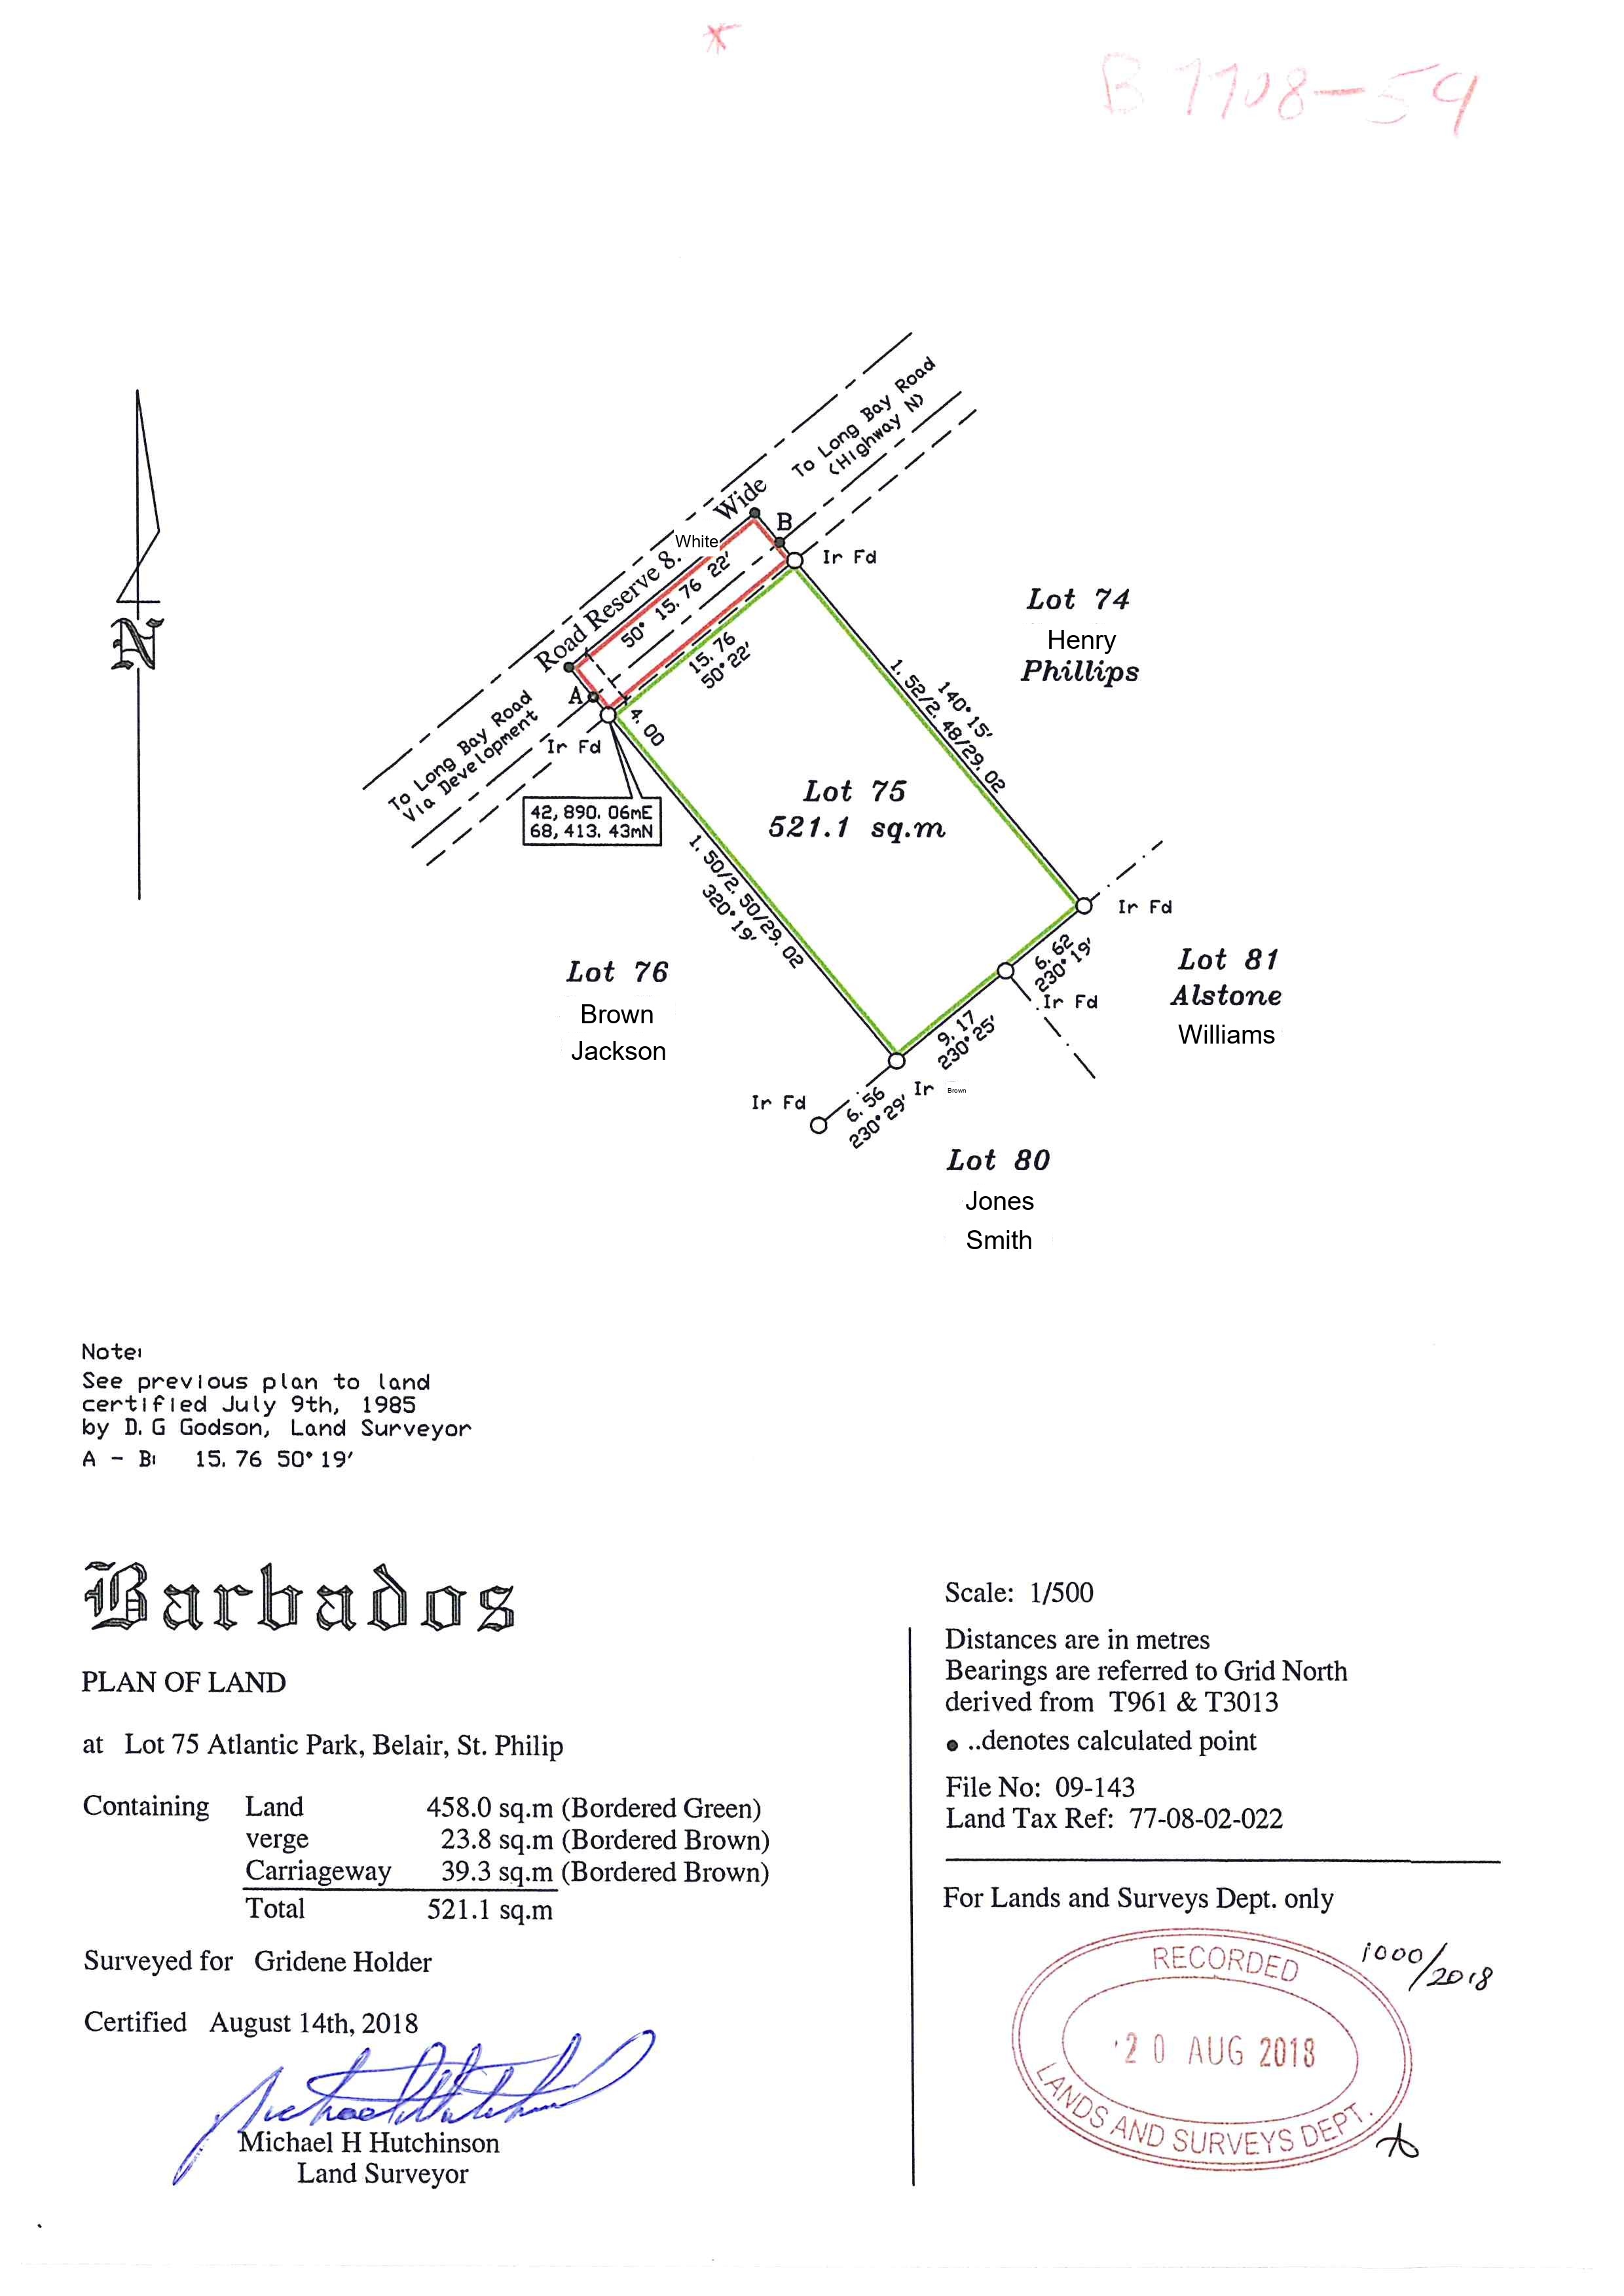 B 1108-59
To Long Bay Road
(Highway N)
Road Reserve 8.
White
Wide
B
Ir Fd
50° 15.76 22'
15.76
50°22'
A
To Long Bay Road
Via Development
Ir Fd
4.00
42,890.06mE
68,413.43mN
Lot 74
Henry
Phillips
140°15'
1.52/2.48/29.02
Lot 75
521.1 sq.m
1.50/2.50/29.02
320°19'
Ir Fd
Lot 76
Brown
Jackson
Lot 81
Alstone
Williams
6.62
230°19'
Ir Fd
9.17
230°25'
Ir Brown
Ir Fd
6.56
230°29'
Lot 80
Jones
Smith
N
Note:
See previous plan to land
certified July 9th, 1985
by D.G Godson, Land Surveyor
A - B: 15.76 50°19'
Barbados
PLAN OF LAND
at Lot 75 Atlantic Park, Belair, St. Philip
Containing Land 458.0 sq.m (Bordered Green)
verge 23.8 sq.m (Bordered Brown)
Carriageway 39.3 sq.m (Bordered Brown)
Total 521.1 sq.m
Surveyed for Gridene Holder
Certified August 14th, 2018
Michael H Hutchinson
Land Surveyor
Scale: 1/500
Distances are in metres
Bearings are referred to Grid North
derived from T961 & T3013
● ..denotes calculated point
File No: 09-143
Land Tax Ref: 77-08-02-022
For Lands and Surveys Dept. only
RECORDED
1000/2018
20 AUG 2018
LANDS AND SURVEYS DEPT.